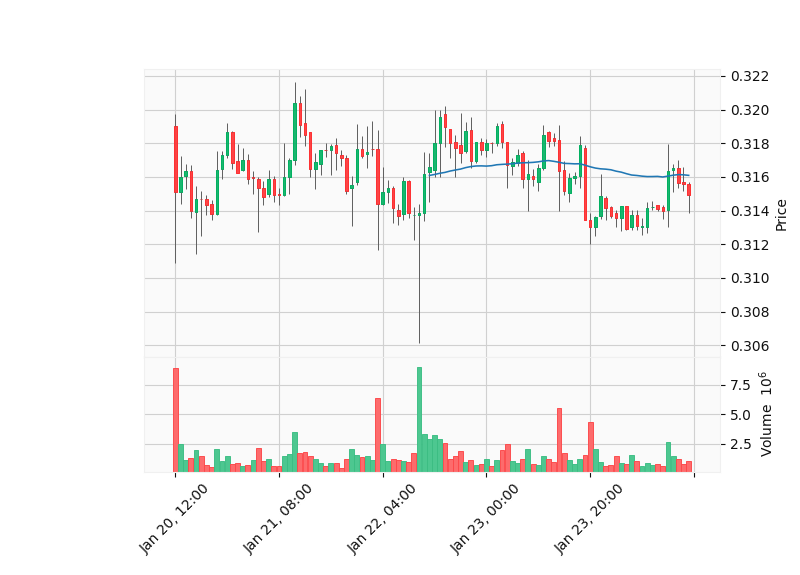 0.322
0.320
0.318
0.316
0.314
0.312
0.310
0.308
0.306
Price
7.5
5.0
2.5
Volume 10^6
Jan 20, 12:00
Jan 21, 08:00
Jan 22, 04:00
Jan 23, 00:00
Jan 23, 20:00